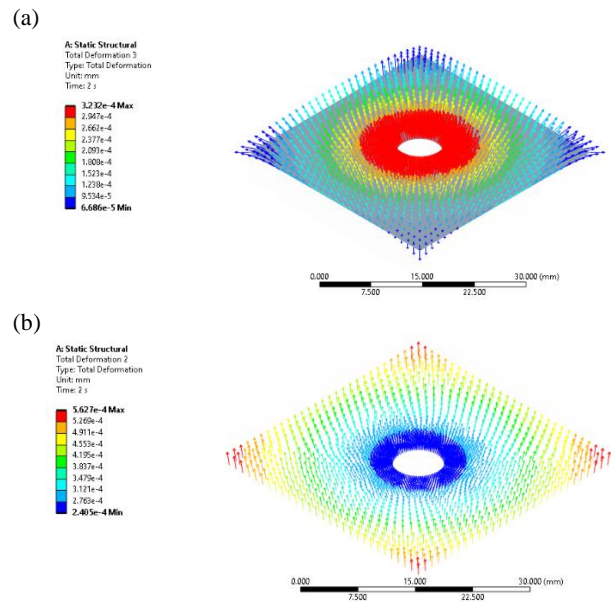 (a)
A: Static Structural
Total Deformation 3
Type: Total Deformation
Unit: mm
Time: 2 s
3.232e-4 Max
2.947e-4
2.662e-4
2.377e-4
2.093e-4
1.808e-4
1.523e-4
1.238e-4
9.534e-5
6.686e-5 Min
0.000 15.000 30.000 (mm)
7.500 22.500
(b)
A: Static Structural
Total Deformation 2
Type: Total Deformation
Unit: mm
Time: 2 s
5.627e-4 Max
5.269e-4
4.911e-4
4.553e-4
4.195e-4
3.837e-4
3.479e-4
3.121e-4
2.763e-4
2.405e-4 Min
0.000 15.000 30.000 (mm)
7.500 22.500